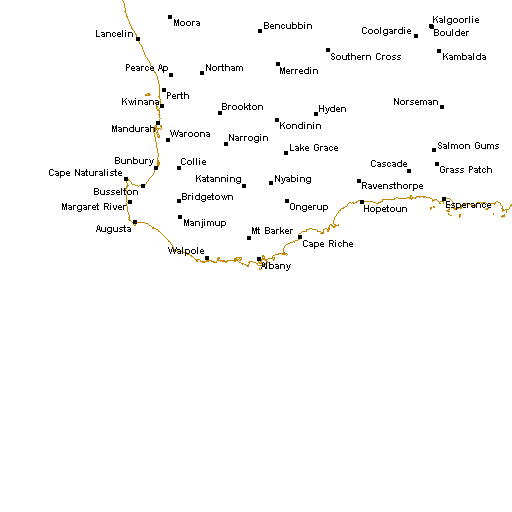 Moora
Bencubbin
Kalgoorlie
Coolgardie
Boulder
Lancelin
Southern Cross
Kambalda
Pearce Ap
Northam
Merredin
Perth
Kwinana
Brookton
Hyden
Norseman
Mandurah
Kondinin
Waroona
Narrogin
Lake Grace
Salmon Gums
Bunbury
Collie
Cascade
Grass Patch
Cape Naturaliste
Katanning
Nyabing
Ravensthorpe
Busselton
Bridgetown
Margaret River
Ongerup
Hopetoun
Esperance
Augusta
Manjimup
Mt Barker
Cape Riche
Walpole
Albany